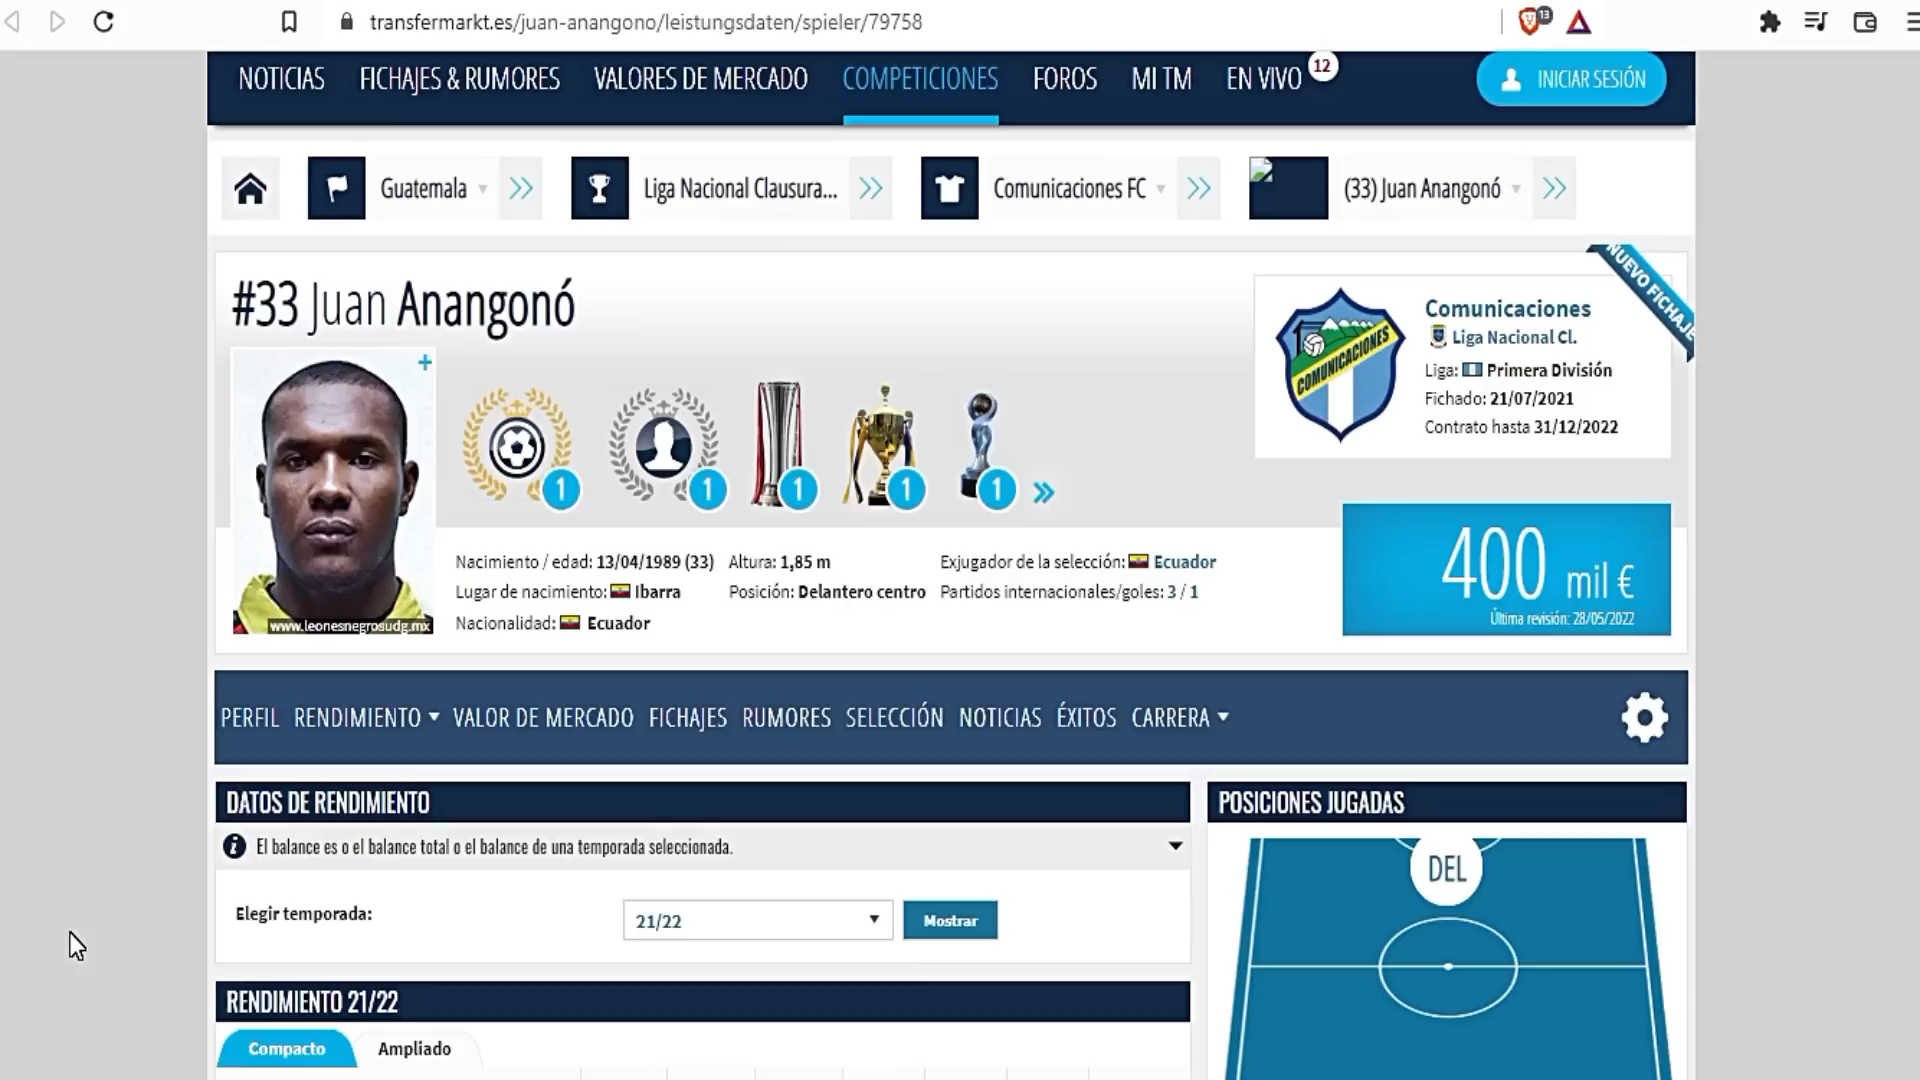 transfermarkt.es/juan-anangono/leistungsdaten/spieler/79758
13
NOTICIAS FICHAJES & RUMORES VALORES DE MERCADO COMPETICIONES FOROS MI TM EN VIVO 12 INICIAR SESIÓN
Guatemala Liga Nacional Clausura... Comunicaciones FC (33) Juan Anangonó
#33 Juan Anangonó
NUEVO FICHAJE
COMUNICACIONES
Comunicaciones
Liga Nacional Cl.
Liga: Primera División
Fichado: 21/07/2021
Contrato hasta 31/12/2022
+
1 1 1 1 1
www.leonesnegrosudg.mx
Nacimiento / edad: 13/04/1989 (33) Altura: 1,85 m Exjugador de la selección: Ecuador
Lugar de nacimiento: Ibarra Posición: Delantero centro Partidos internacionales/goles: 3 / 1
Nacionalidad: Ecuador
400 mil €
Última revisión: 28/05/2022
PERFIL RENDIMIENTO VALOR DE MERCADO FICHAJES RUMORES SELECCIÓN NOTICIAS ÉXITOS CARRERA
DATOS DE RENDIMIENTO
El balance es o el balance total o el balance de una temporada seleccionada.
Elegir temporada: 21/22 Mostrar
RENDIMIENTO 21/22
Compacto Ampliado
POSICIONES JUGADAS
DEL